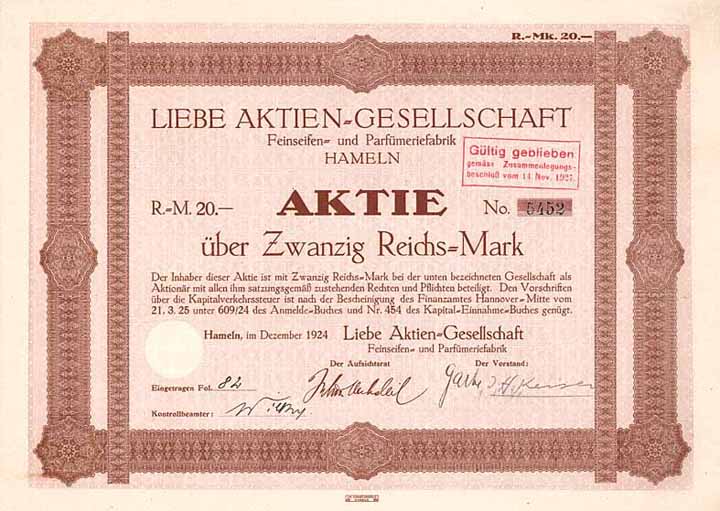 R.-Mk. 20.—
LIEBE AKTIEN-GESELLSCHAFT
Feinseifen- und Parfümeriefabrik
HAMELN
Gültig geblieben
gemäss Zusammenlegungs-
beschluß vom 14 Nov. 1927.
R.-M. 20.— AKTIE No. 5452
über Zwanzig Reichs-Mark
Der Inhaber dieser Aktie ist mit Zwanzig Reichs-Mark bei der unten bezeichneten Gesellschaft als
Aktionär mit allen ihm satzungsgemäß zustehenden Rechten und Pflichten beteiligt. Den Vorschriften
über die Kapitalverkehrssteuer ist nach der Bescheinigung des Finanzamtes Hannover-Mitte vom
21. 3. 25 unter 609/24 des Anmelde-Buches und Nr. 454 des Kapital-Einnahme-Buches genügt.
Hameln, im Dezember 1924 Liebe Aktien-Gesellschaft
Feinseifen- und Parfümeriefabrik
Der Aufsichtsrat Der Vorstand:
Eingetragen Fol. 82
Kontrollbeamter: